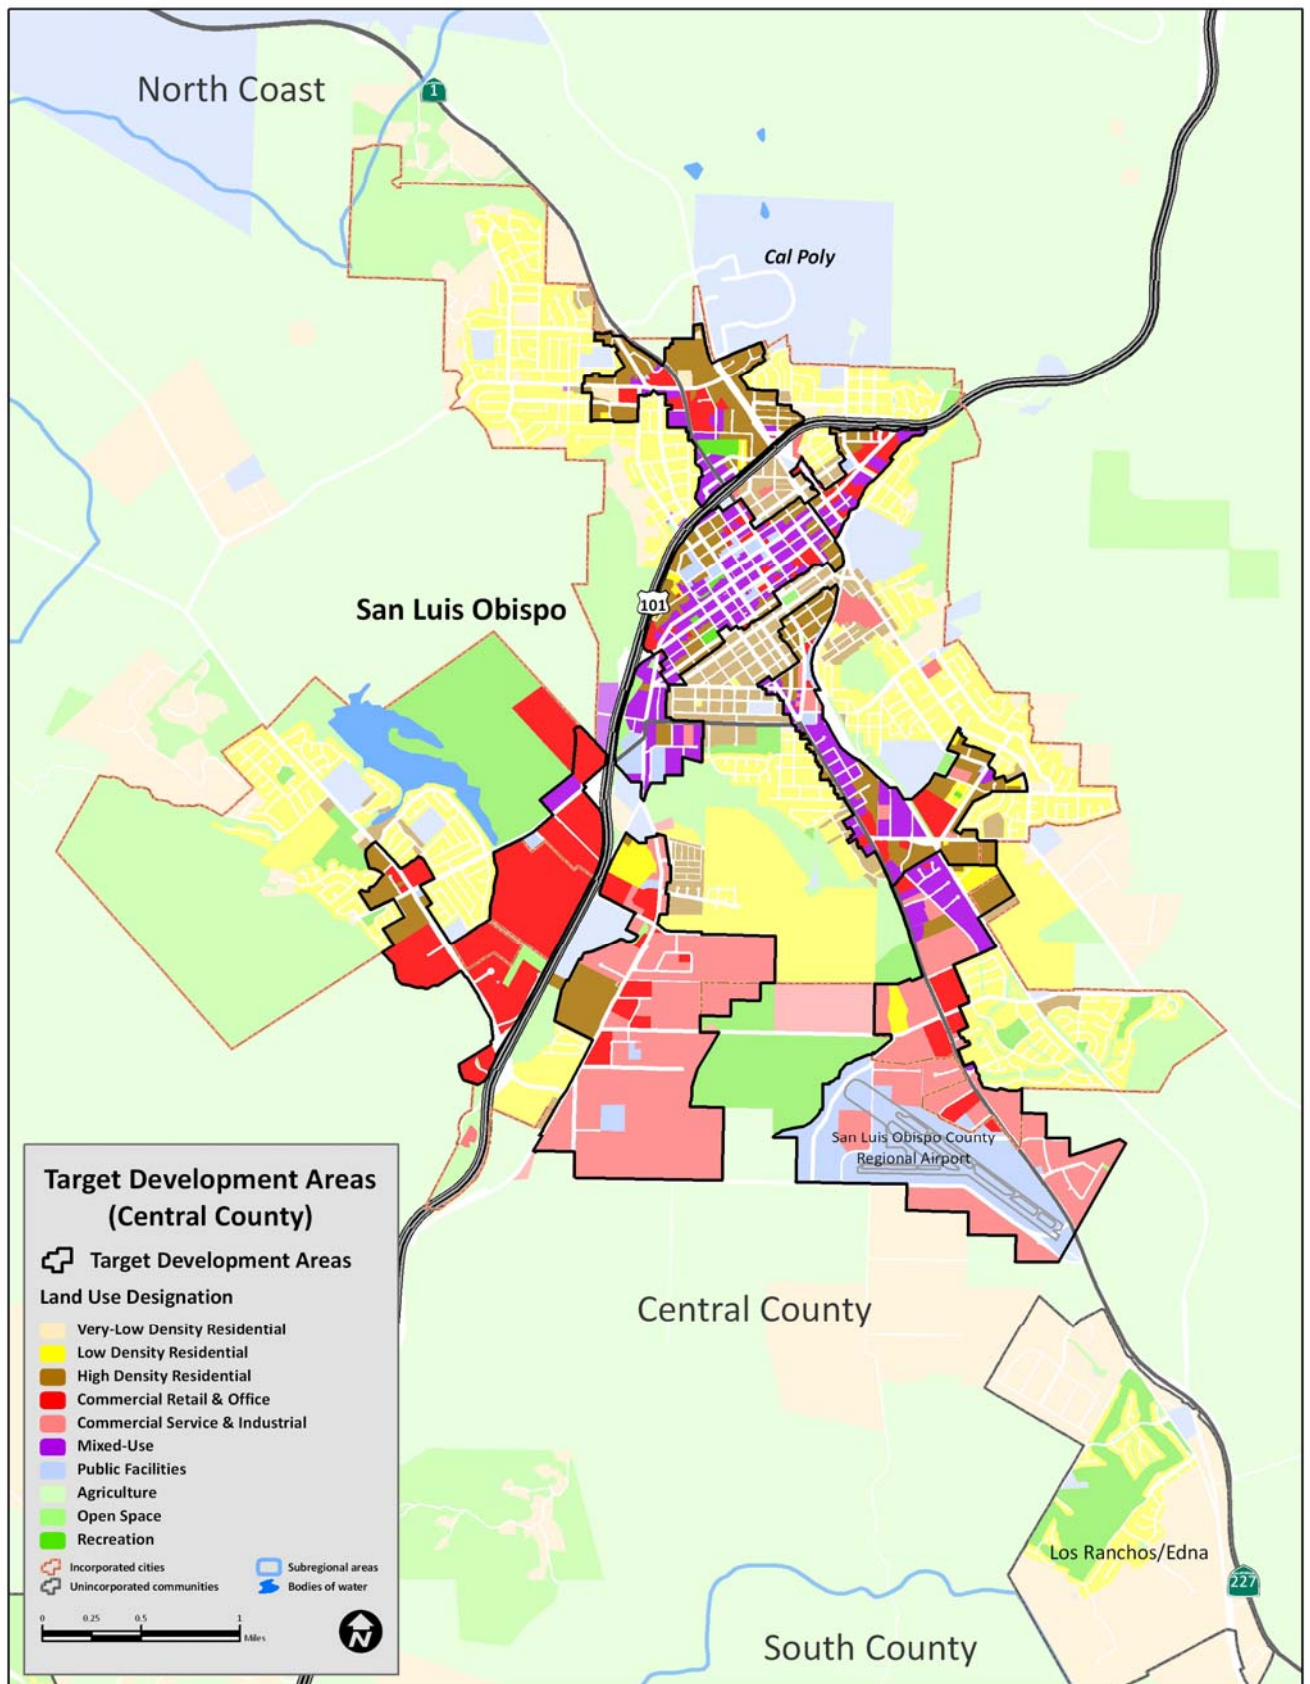 North Coast
1
Cal Poly
San Luis Obispo
101
San Luis Obispo County
Regional Airport
Central County
Los Ranchos/Edna
227
South County
Target Development Areas
(Central County)
Target Development Areas
Land Use Designation
Very-Low Density Residential
Low Density Residential
High Density Residential
Commercial Retail & Office
Commercial Service & Industrial
Mixed-Use
Public Facilities
Agriculture
Open Space
Recreation
Incorporated cities
Subregional areas
Unincorporated communities
Bodies of water
0 0.25 0.5 1
Miles
N